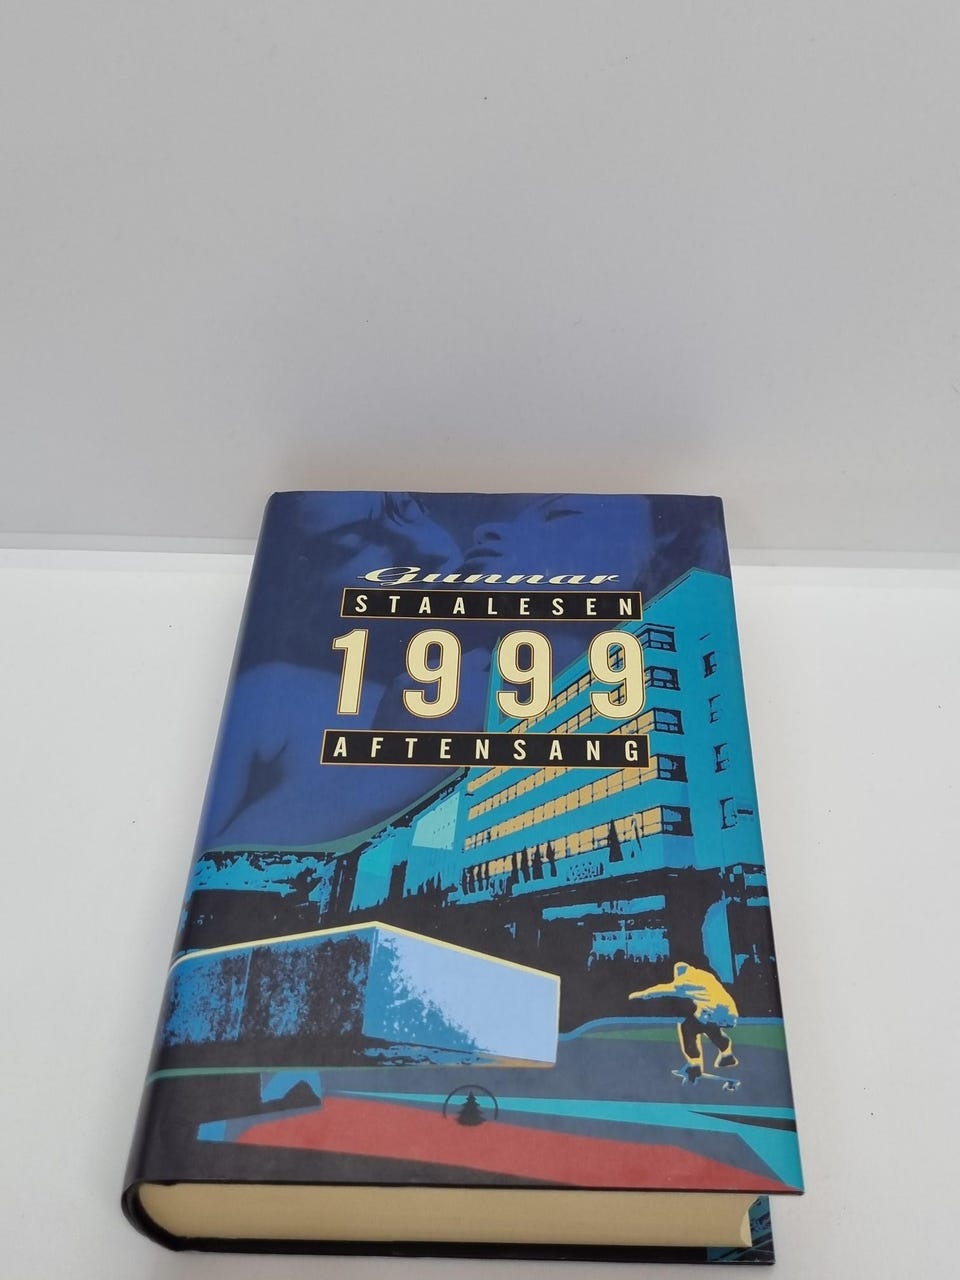 Gunnar
STAALESEN
1999
AFTENSANG